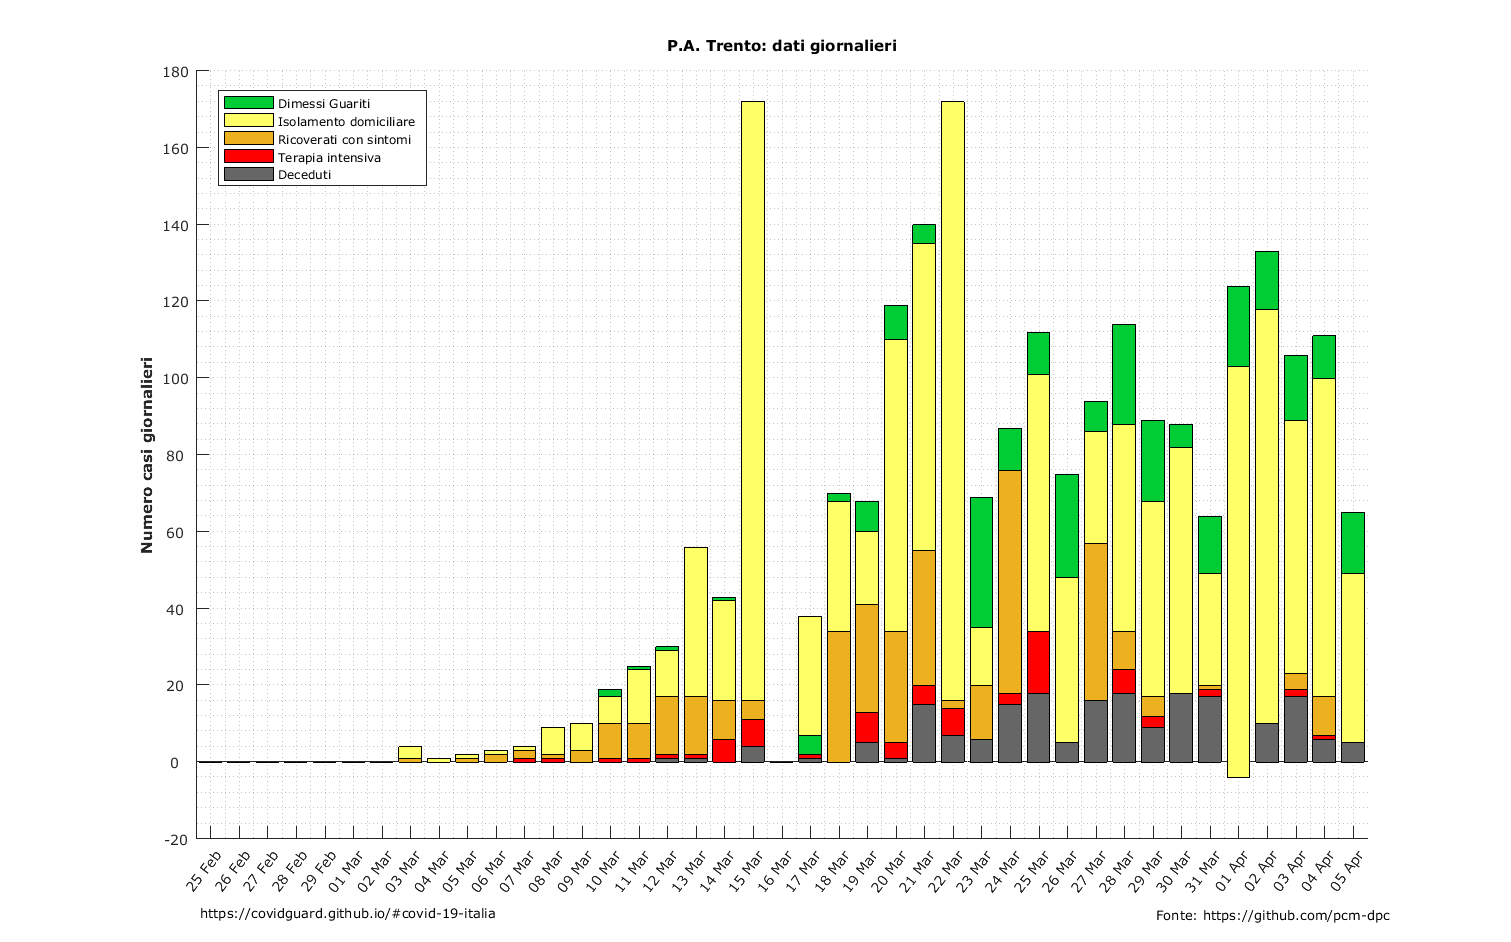 P.A. Trento: dati giornalieri
180
160
140
120
100
80
60
40
20
0
-20
Numero casi giornalieri
Dimessi Guariti
Isolamento domiciliare
Ricoverati con sintomi
Terapia intensiva
Deceduti
25 Feb
26 Feb
27 Feb
28 Feb
29 Feb
01 Mar
02 Mar
03 Mar
04 Mar
05 Mar
06 Mar
07 Mar
08 Mar
09 Mar
10 Mar
11 Mar
12 Mar
13 Mar
14 Mar
15 Mar
16 Mar
17 Mar
18 Mar
19 Mar
20 Mar
21 Mar
22 Mar
23 Mar
24 Mar
25 Mar
26 Mar
27 Mar
28 Mar
29 Mar
30 Mar
31 Mar
01 Apr
02 Apr
03 Apr
04 Apr
05 Apr
https://covidguard.github.io/#covid-19-italia
Fonte: https://github.com/pcm-dpc